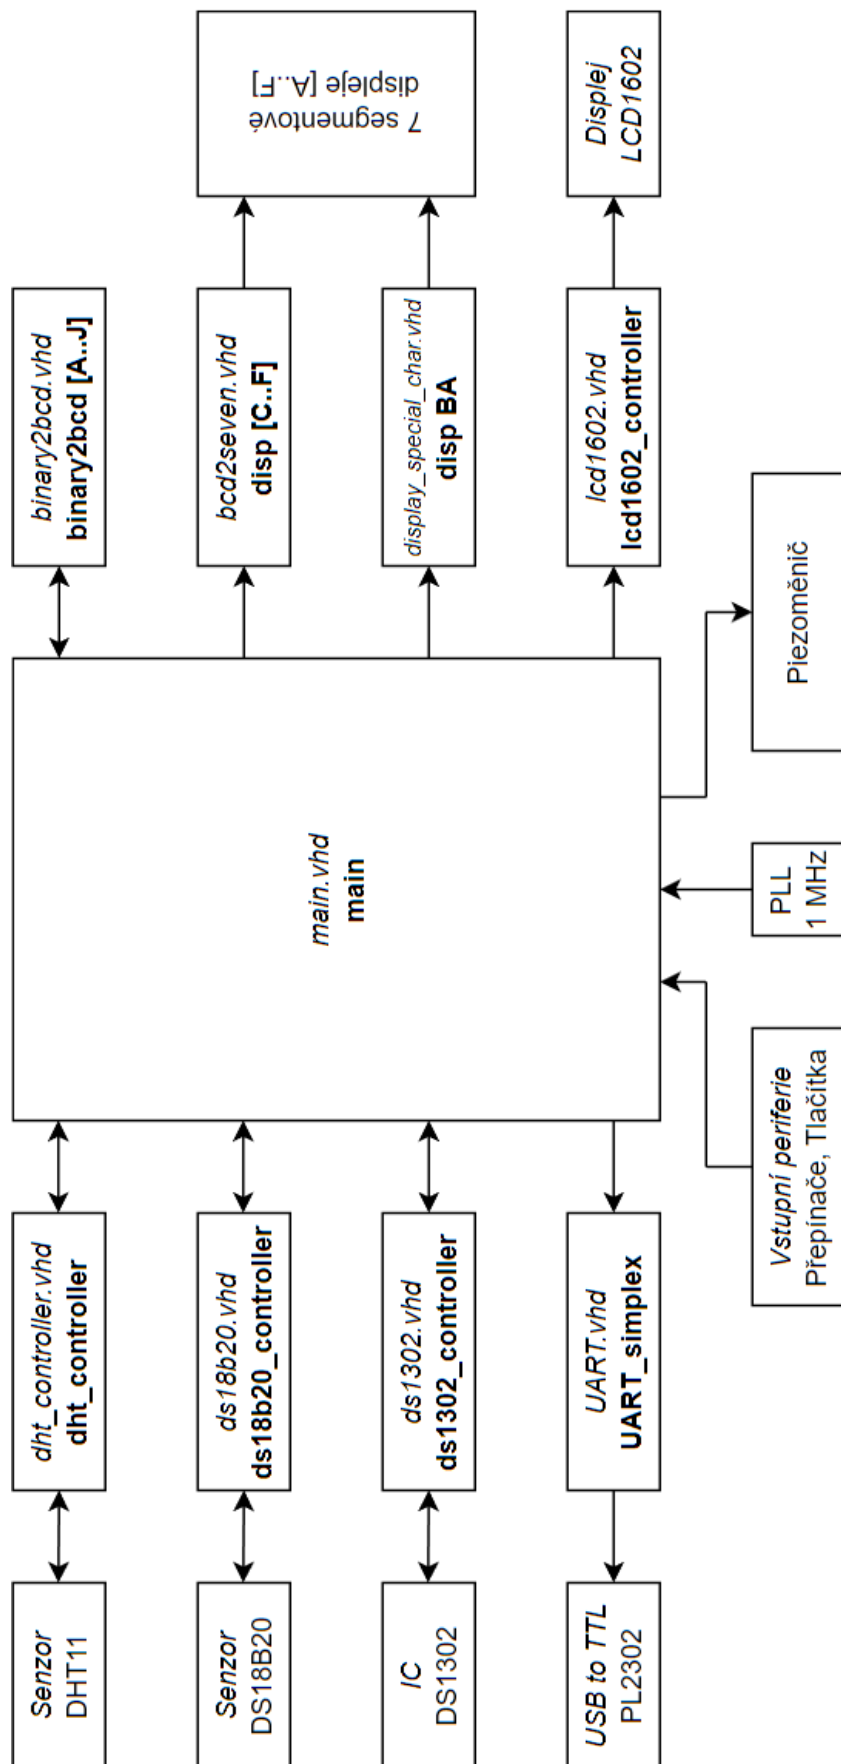 Senzor
DHT11
dht_controller.vhd
dht_controller
binary2bcd.vhd
binary2bcd [A..J]
Senzor
DS18B20
ds18b20.vhd
ds18b20_controller
main.vhd
main
bcd2seven.vhd
disp [C..F]
7 segmentové
displeje [A..F]
IC
DS1302
ds1302.vhd
ds1302_controller
display_special_char.vhd
disp BA
USB to TTL
PL2302
UART.vhd
UART_simplex
lcd1602.vhd
lcd1602_controller
Displej
LCD1602
Vstupní periferie
Přepínače, Tlačítka
PLL
1 MHz
Piezoměnič